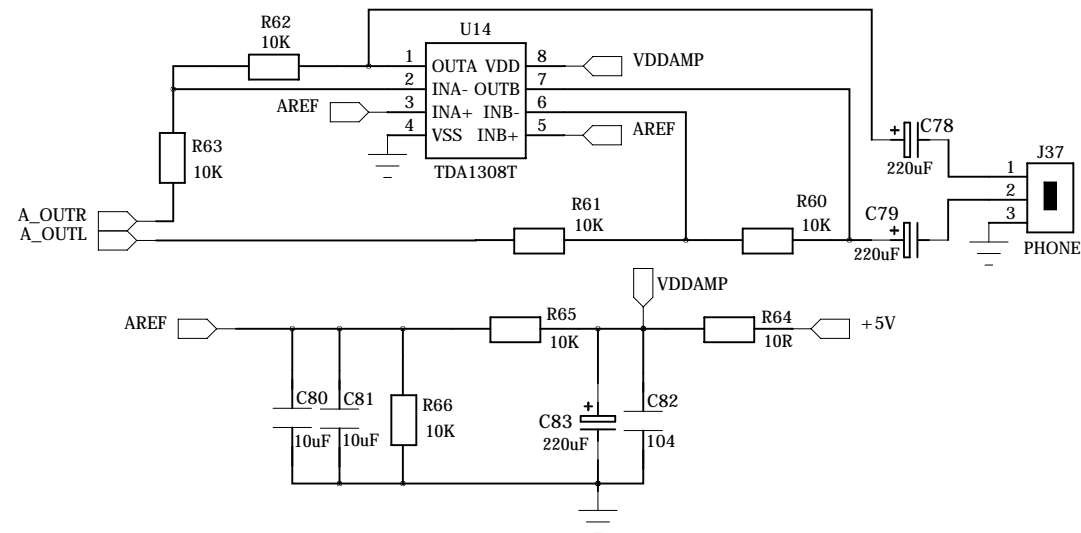 R62
10K
U14
1
OUTA VDD
8
VDDAMP
2
INA- OUTB
7
AREF
3
INA+ INB-
6
4
VSS INB+
5
AREF
TDA1308T
R63
10K
C78
220uF
J37
1
2
3
PHONE
A_OUTR
A_OUTL
R61
10K
R60
10K
C79
220uF
VDDAMP
AREF
R65
10K
R64
10R
+5V
C80
10uF
C81
10uF
R66
10K
C83
220uF
C82
104